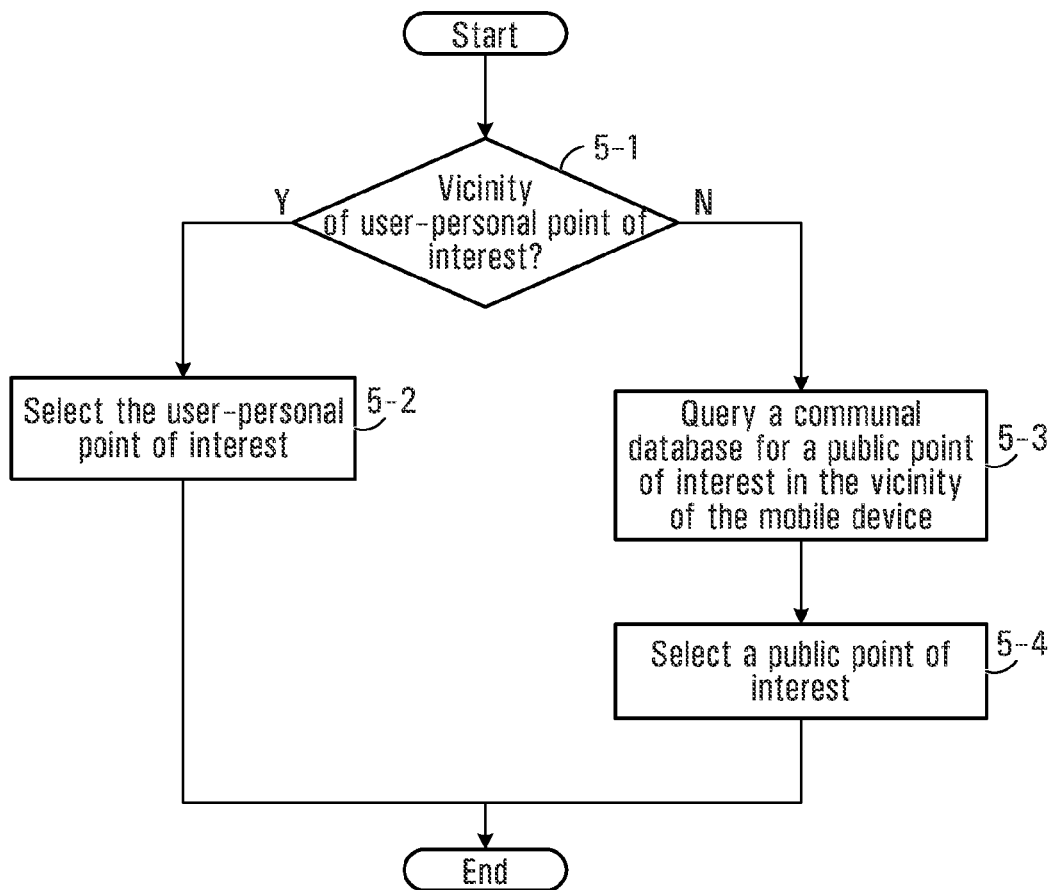 Start
5-1
Vicinity
of user-personal point of
interest?
Y
N
Select the user-personal
point of interest
5-2
Query a communal
database for a public point
of interest in the vicinity
of the mobile device
5-3
Select a public point of
interest
5-4
End